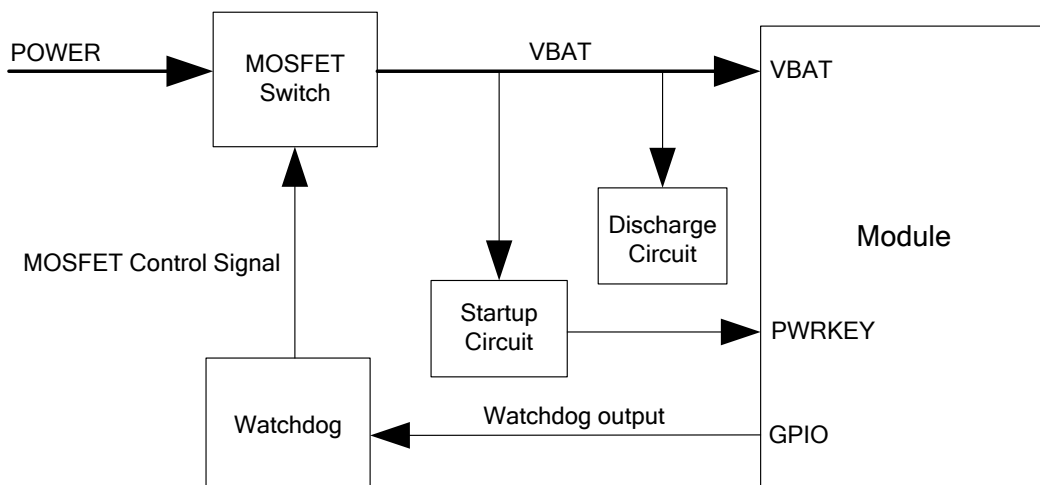 POWER
MOSFET
Switch
VBAT
VBAT
Discharge
Circuit
Module
MOSFET Control Signal
Startup
Circuit
PWRKEY
Watchdog
Watchdog output
GPIO